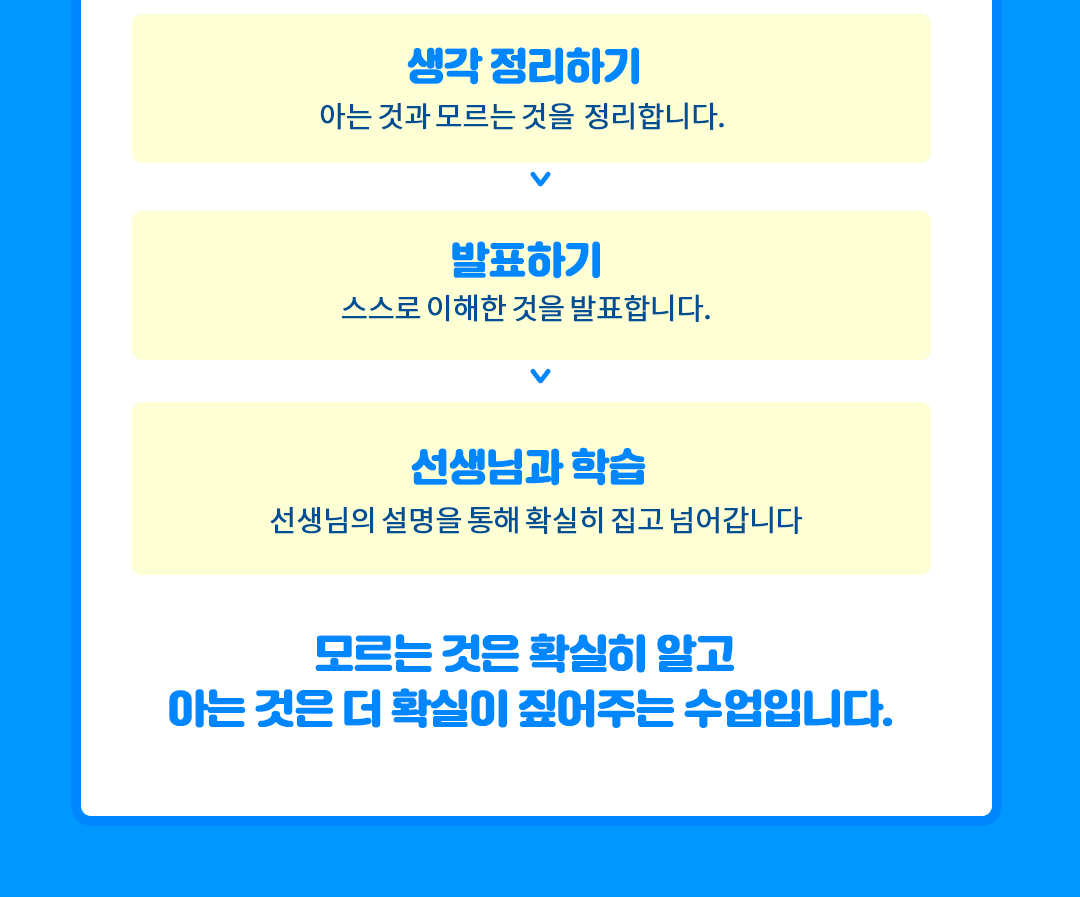 생각 정리하기
아는 것과 모르는 것을 정리합니다.
발표하기
스스로 이해한 것을 발표합니다.
선생님과 학습
선생님의 설명을 통해 확실히 집고 넘어갑니다
모르는 것은 확실히 알고
아는 것은 더 확실이 짚어주는 수업입니다.